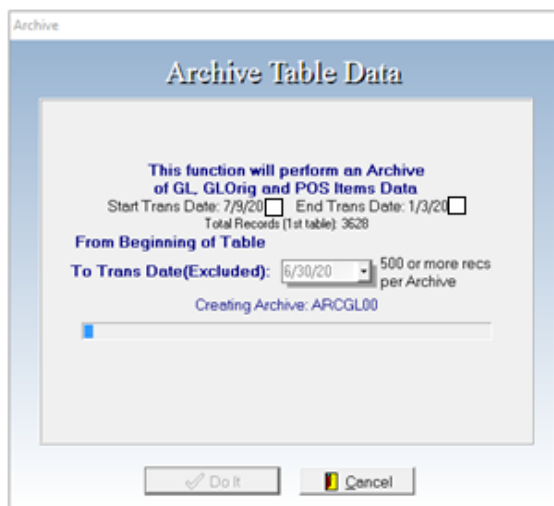 Archive
Archive Table Data
This function will perform an Archive
of GL, GLOrig and POS Items Data
Start Trans Date: 7/9/20 End Trans Date: 1/3/20
Total Records (1st table): 3628
From Beginning of Table
To Trans Date(Excluded): 6/30/20 500 or more recs
per Archive
Creating Archive: ARCGL00
Do It Cancel